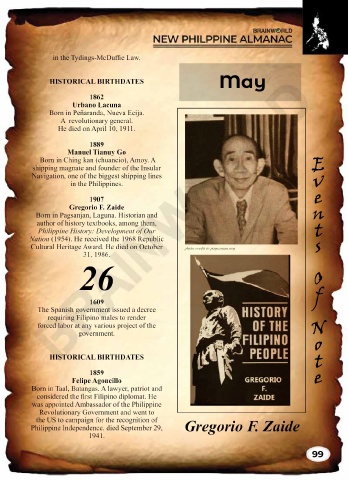 BRAINWORLD
NEW PHILPPINE ALMANAC
in the Tydings-McDuffie Law.
HISTORICAL BIRTHDATES
1862
Urbano Lacuna
Born in Peñarando, Nueva Ecija.
A revolutionary general.
He died on April 10, 1911.
1889
Manuel Tianuy Go
Born in Ching kan (chuancio), Amoy. A
shipping magnate and founder of the Insular
Navigation, one of the biggest shipping lines
in the Philippines.
1907
Gregorio F. Zaide
Born in Pagsanjan, Laguna. Historian and
author of history textbooks, among them,
Philippine History: Development of Our
Nation (1954). He received the 1968 Republic
Cultural Heritage Award. He died on October
31, 1986.
26
1609
The Spanish government issued a decree
requiring Filipino males to render
forced labor at any various project of the
government.
HISTORICAL BIRTHDATES
1859
Felipe Agoncillo
Born in Taal, Batangas. A lawyer, patriot and
considered the first Filipino diplomat. He
was appointed Ambassador of the Philippine
Revolutionary Government and went to
the US to campaign for the recognition of
Philippine Independence. died September 29,
1941.
May
HISTORY
OF THE
FILIPINO
PEOPLE
GREGORIO
F.
ZAIDE
Gregorio F. Zaide
Events Of Note
99